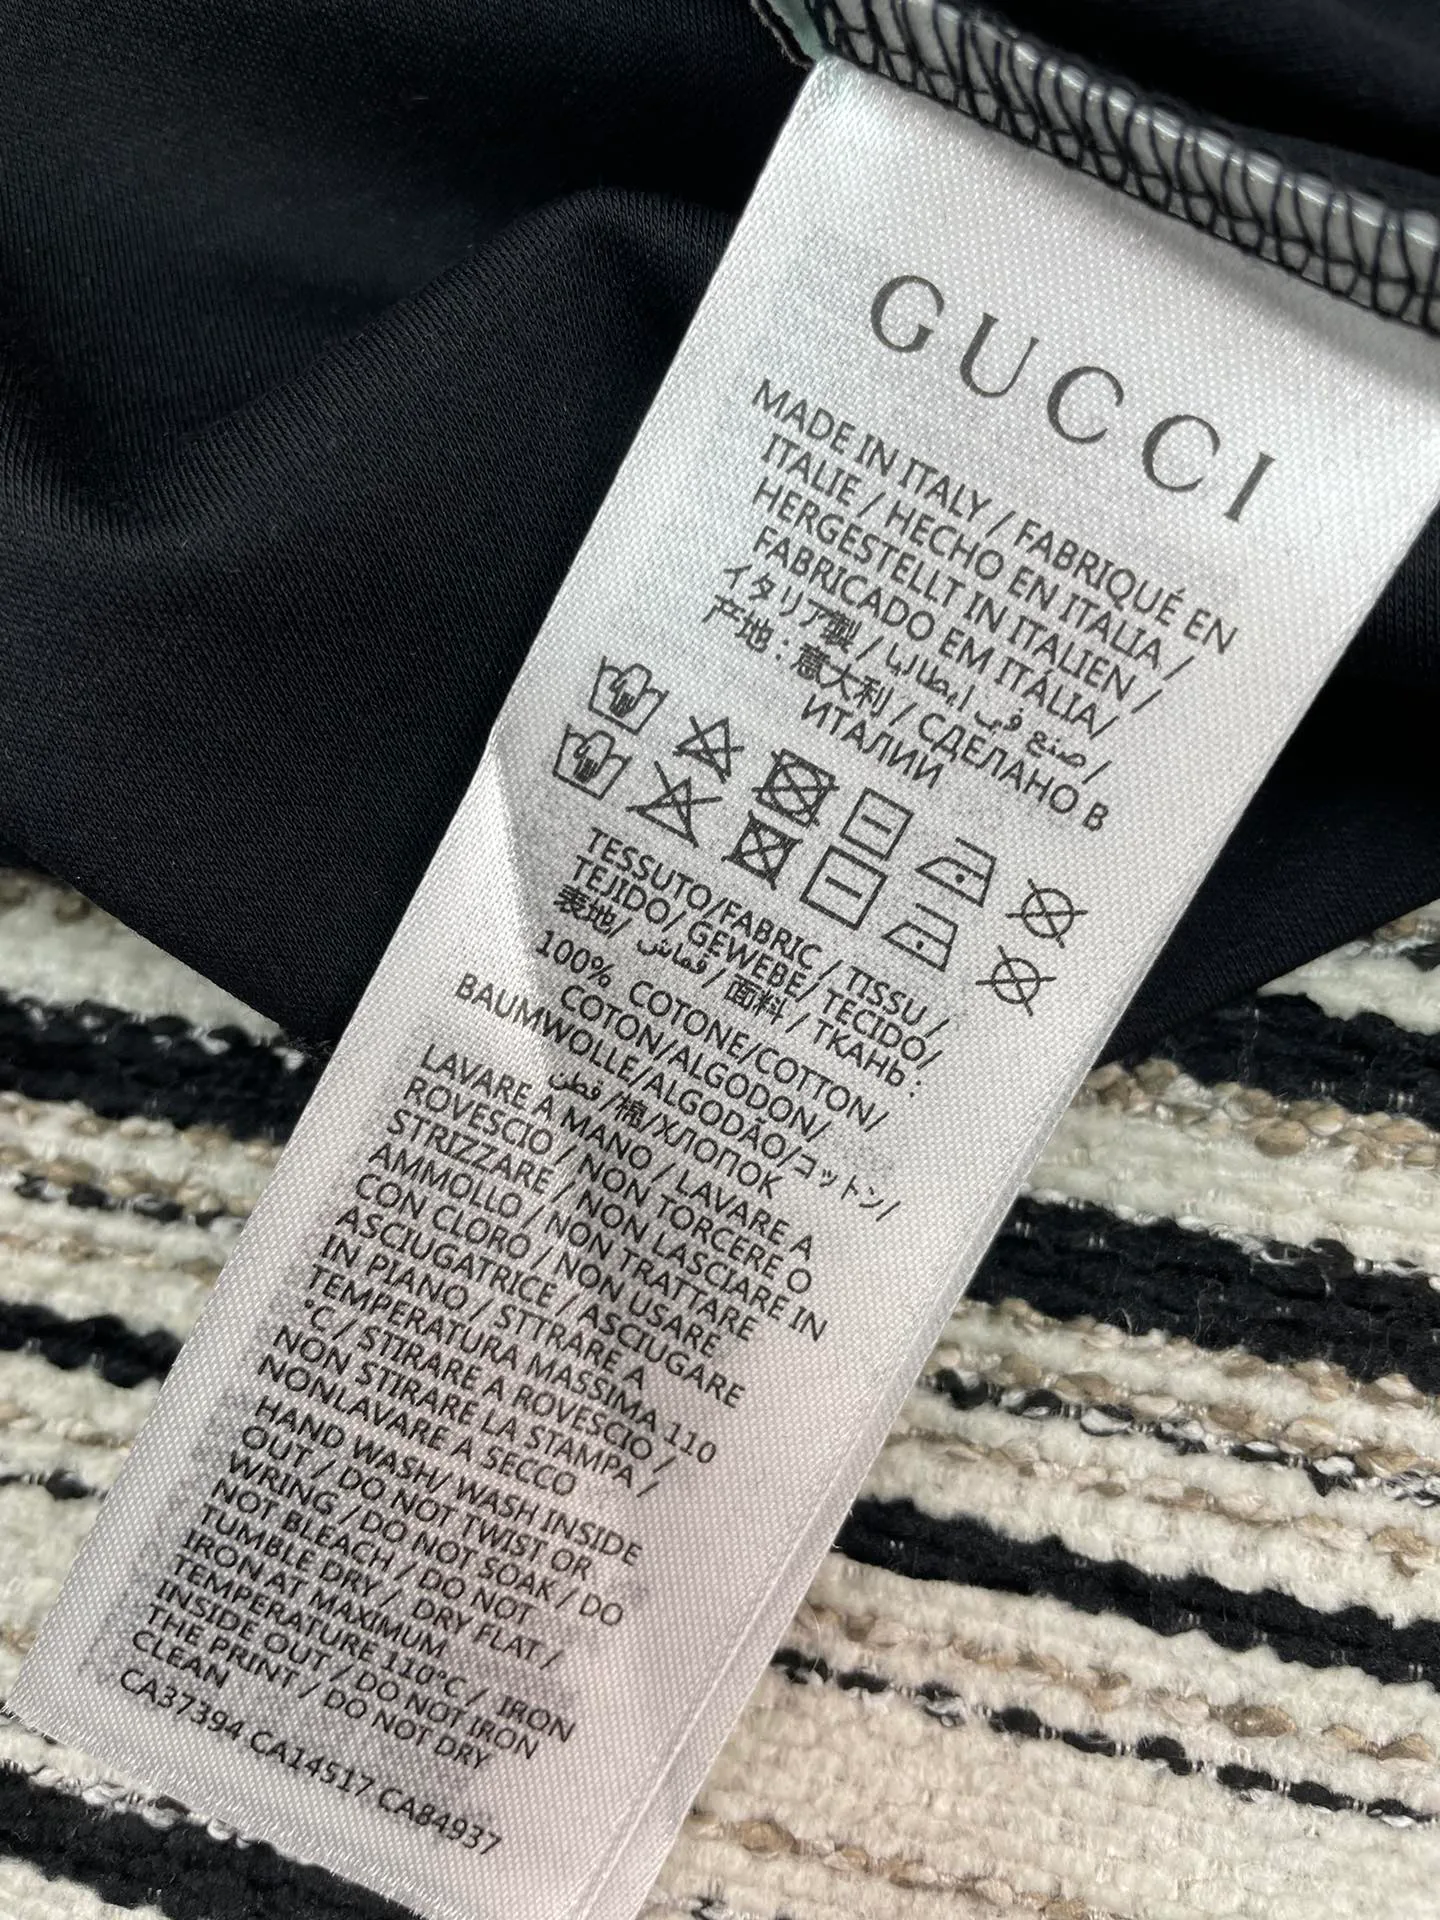 GUCCI
MADE IN ITALY / FABRIQUÉ EN
ITALIE / HECHO EN ITALIA /
HERGESTELLT IN ITALIEN /
FABRICADO EM ITÁLIA/
イタリア製 / صنع في إيطاليا /
产地 : 意大利 / СДЕЛАНО В
ИТАЛИИ
TESSUTO/FABRIC / TISSU /
TEJIDO/ GEWEBE/ TECIDO/
表地/ قماش / 面料 / ТКАНЬ :
100% COTONE/COTTON/
COTON/ALGODON/
BAUMWOLLE/ALGODÃO/コットン/
قطن /棉/ХЛОПОК
LAVARE A MANO / LAVARE A
ROVESCIO / NON TORCERE O
STRIZZARE / NON LASCIARE IN
AMMOLLO / NON TRATTARE
CON CLORO / NON USARE
ASCIUGATRICE / ASCIUGARE
IN PIANO / STTRARE A
TEMPERATURA MASSIMA 110
°C / STIRARE A ROVESCIO /
NON STIRARE LA STAMPA /
NONLAVARE A SECCO
HAND WASH/ WASH INSIDE
OUT / DO NOT TWIST OR
WRING / DO NOT SOAK / DO
NOT BLEACH / DO NOT
TUMBLE DRY / DRY FLAT /
IRON AT MAXIMUM
TEMPERATURE 110°C / IRON
INSIDE OUT / DO NOT IRON
THE PRINT / DO NOT DRY
CLEAN
CA37394 CA14517 CA84937